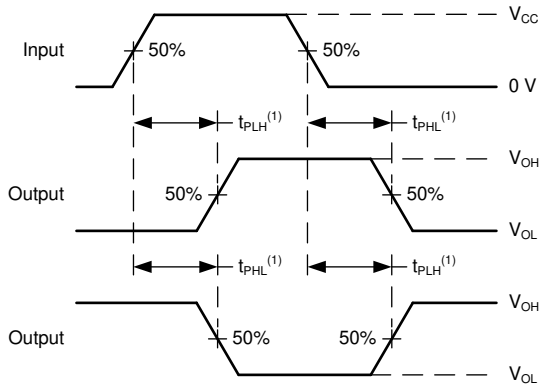 V_CC
Input 50% 50%
0 V
t_PLH^(1) t_PHL^(1)
V_OH
Output 50% 50%
V_OL
t_PHL^(1) t_PLH^(1)
V_OH
Output 50% 50%
V_OL